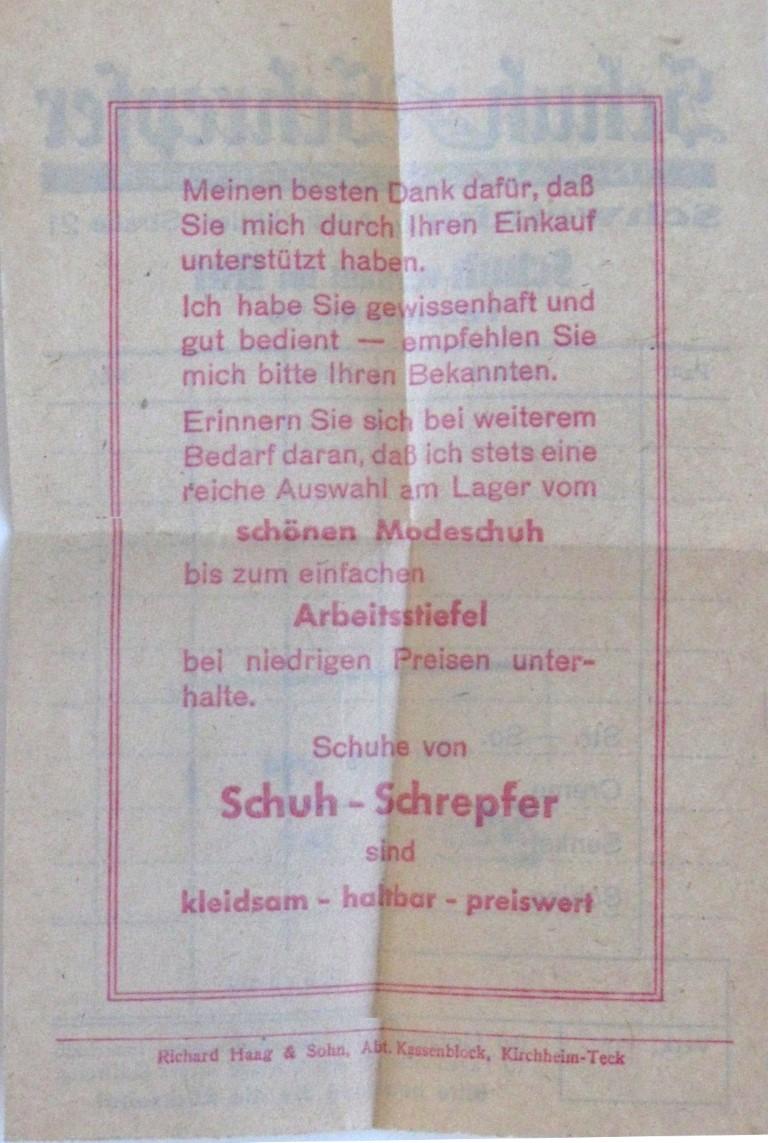 Meinen besten Dank dafür, daß
Sie mich durch Ihren Einkauf
unterstützt haben.
Ich habe Sie gewissenhaft und
gut bedient — empfehlen Sie
mich bitte Ihren Bekannten.
Erinnern Sie sich bei weiterem
Bedarf daran, daß ich stets eine
reiche Auswahl am Lager vom
schönen Modeschuh
bis zum einfachen
Arbeitsstiefel
bei niedrigen Preisen unter-
halte.
Schuhe von
Schuh - Schrepfer
sind
kleidsam - haltbar - preiswert
Richard Haag & Sohn, Abt. Kassenblock, Kirchheim-Teck